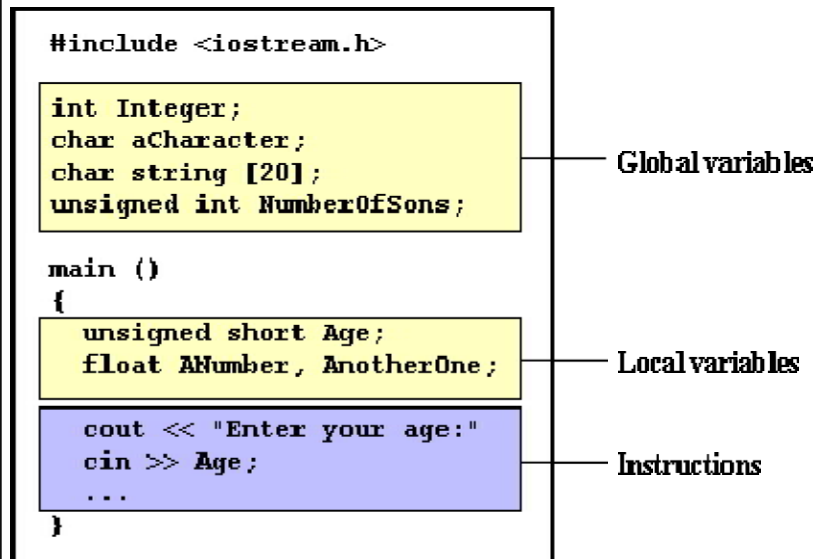 #include <iostream.h>
int Integer;
char aCharacter;
char string [20];
unsigned int NumberOfSons;
Global variables
main ()
{
unsigned short Age;
float ANumber, AnotherOne;
Local variables
cout << "Enter your age:"
cin >> Age;
...
Instructions
}